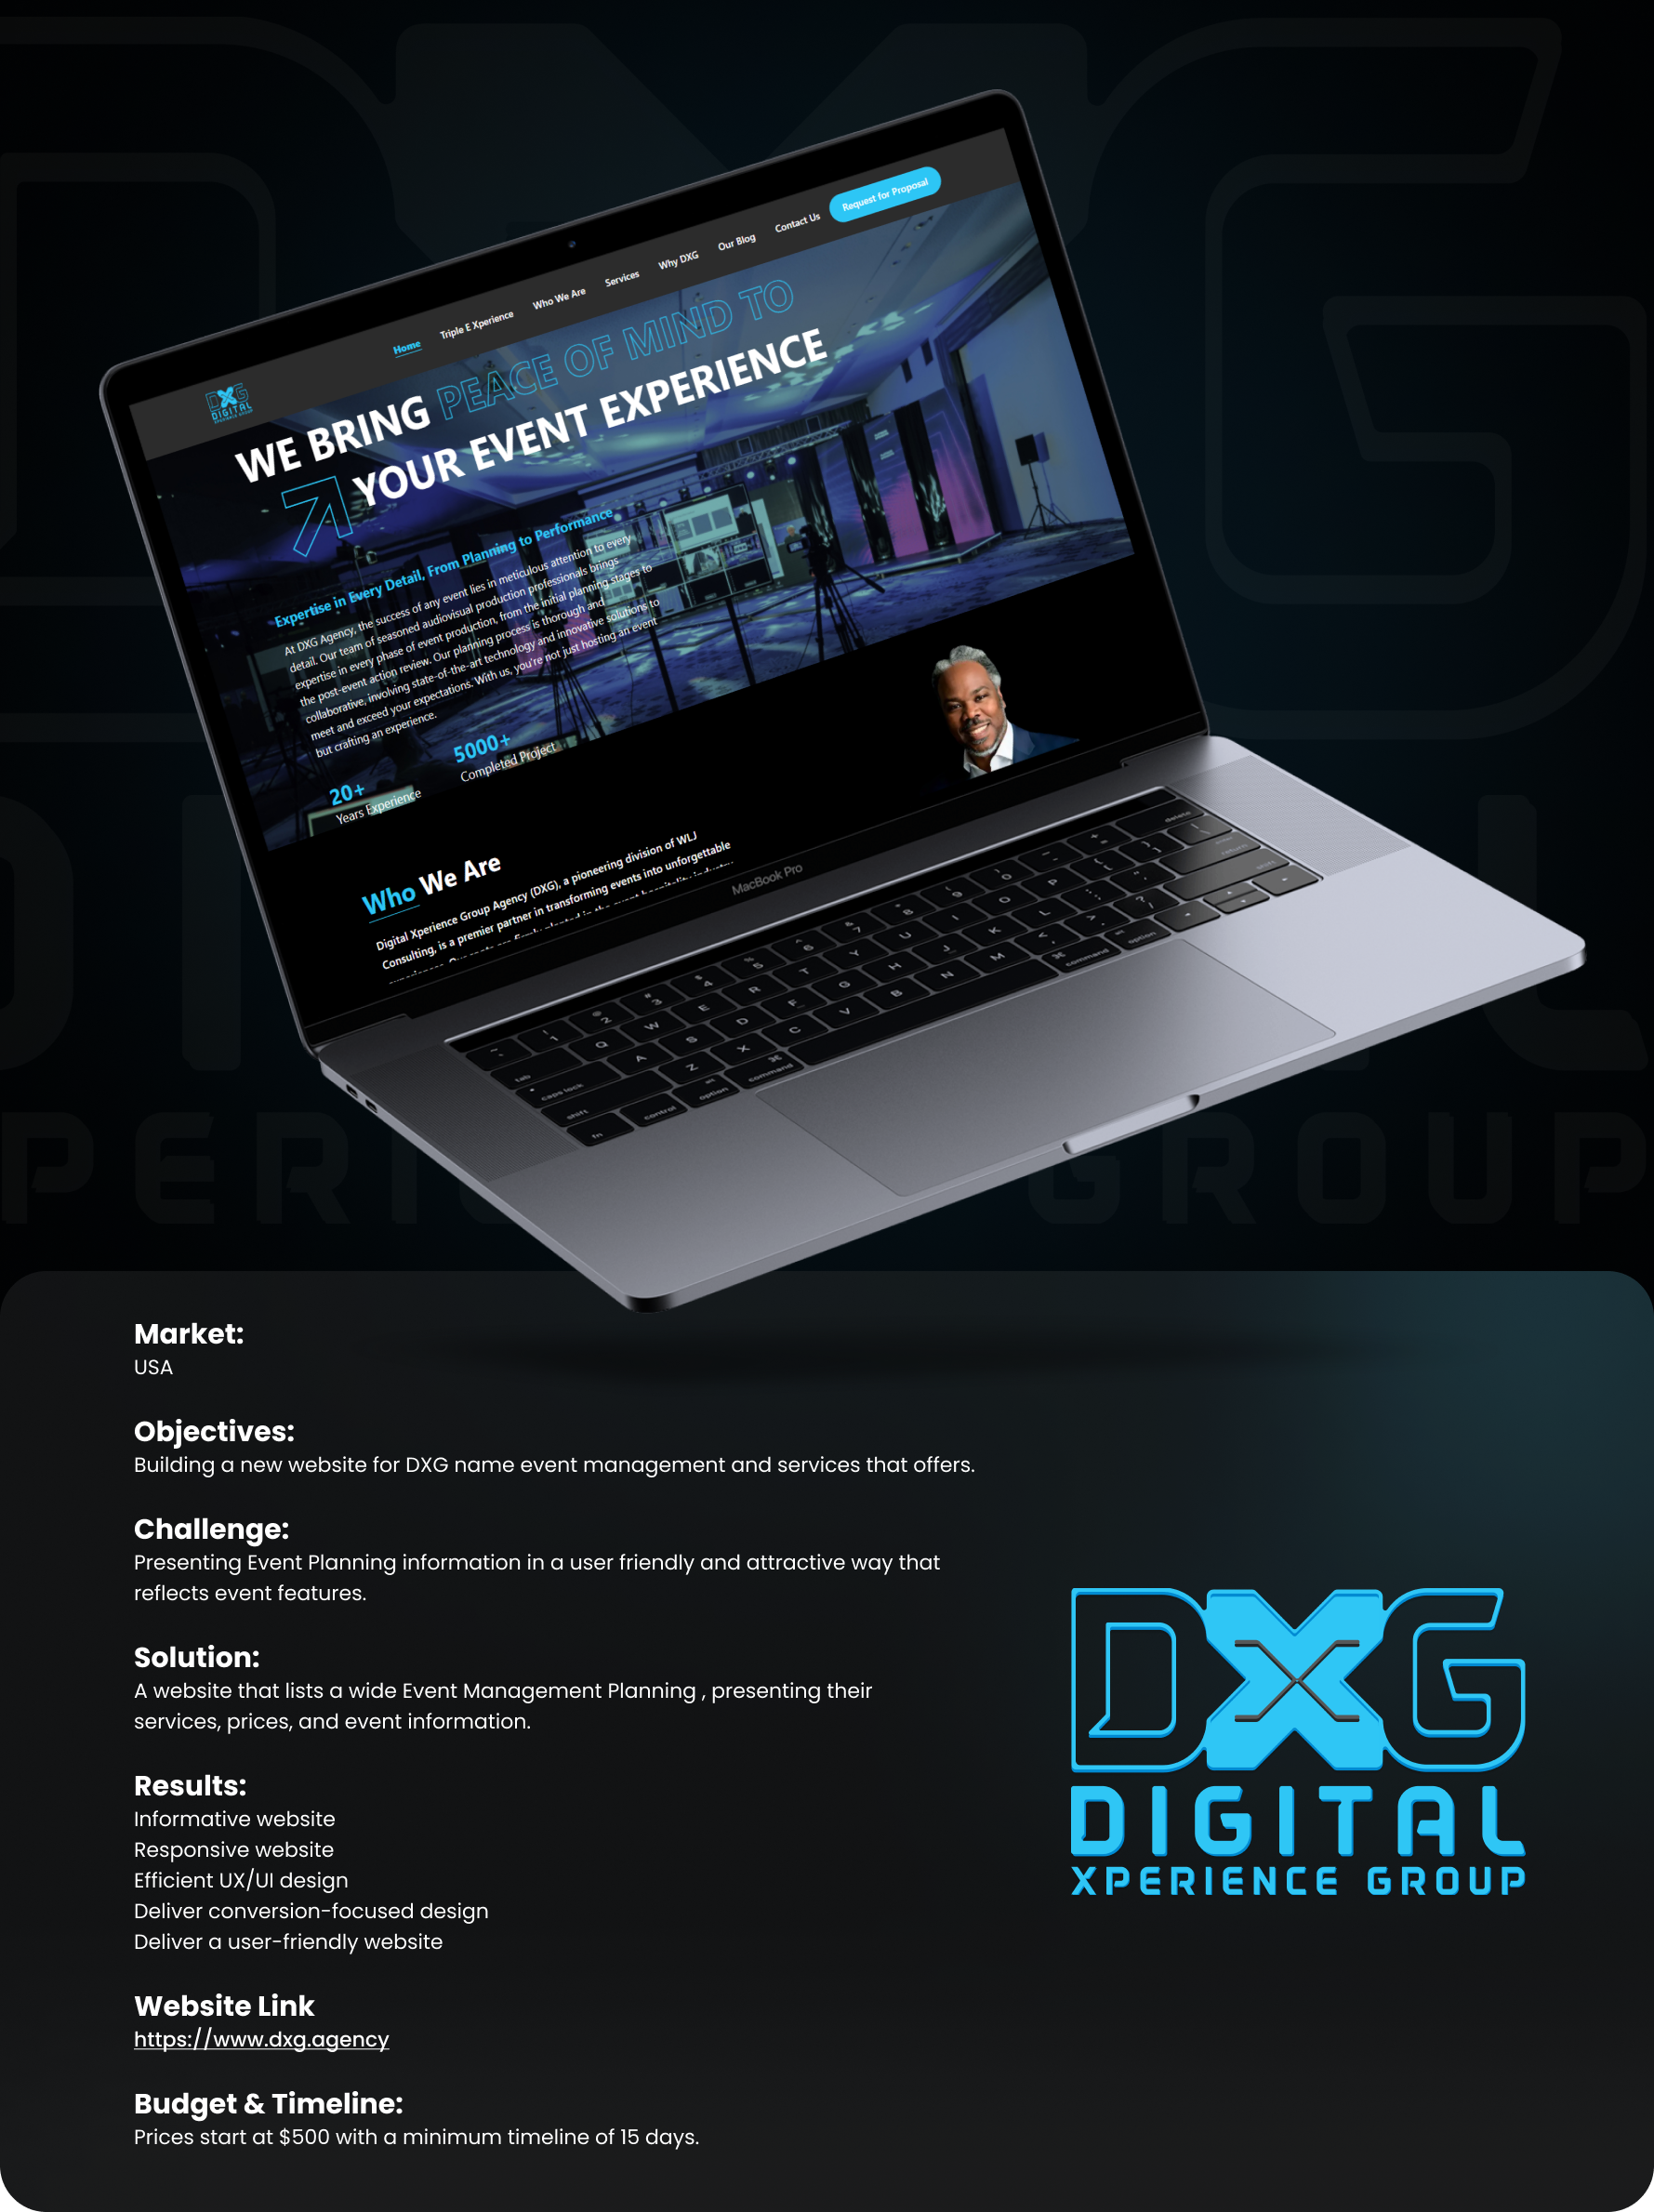 Home
Triple E Xperience
Who We Are
Services
Why DXG
Our Blog
Contact Us
Request for Proposal
DXG
DIGITAL
XPERIENCE GROUP
WE BRING PEACE OF MIND TO
YOUR EVENT EXPERIENCE
Expertise in Every Detail, From Planning to Performance
At DXG Agency, the success of any event lies in meticulous attention to every
detail. Our team of seasoned audiovisual production professionals brings
expertise in every phase of event production, from the initial planning stages to
the post-event action review. Our planning process is thorough and
collaborative, involving state-of-the-art technology and innovative solutions to
meet and exceed your expectations. With us, you're not just hosting an event
but crafting an experience.
20+
Years Experience
5000+
Completed Project
Who We Are
Digital Xperience Group Agency (DXG), a pioneering division of WLJ
Consulting, is a premier partner in transforming events into unforgettable
MacBook Pro
Market:
USA
Objectives:
Building a new website for DXG name event management and services that offers.
Challenge:
Presenting Event Planning information in a user friendly and attractive way that
reflects event features.
Solution:
A website that lists a wide Event Management Planning , presenting their
services, prices, and event information.
Results:
Informative website
Responsive website
Efficient UX/UI design
Deliver conversion-focused design
Deliver a user-friendly website
Website Link
https://www.dxg.agency
Budget & Timeline:
Prices start at $500 with a minimum timeline of 15 days.
DXG
DIGITAL
XPERIENCE GROUP